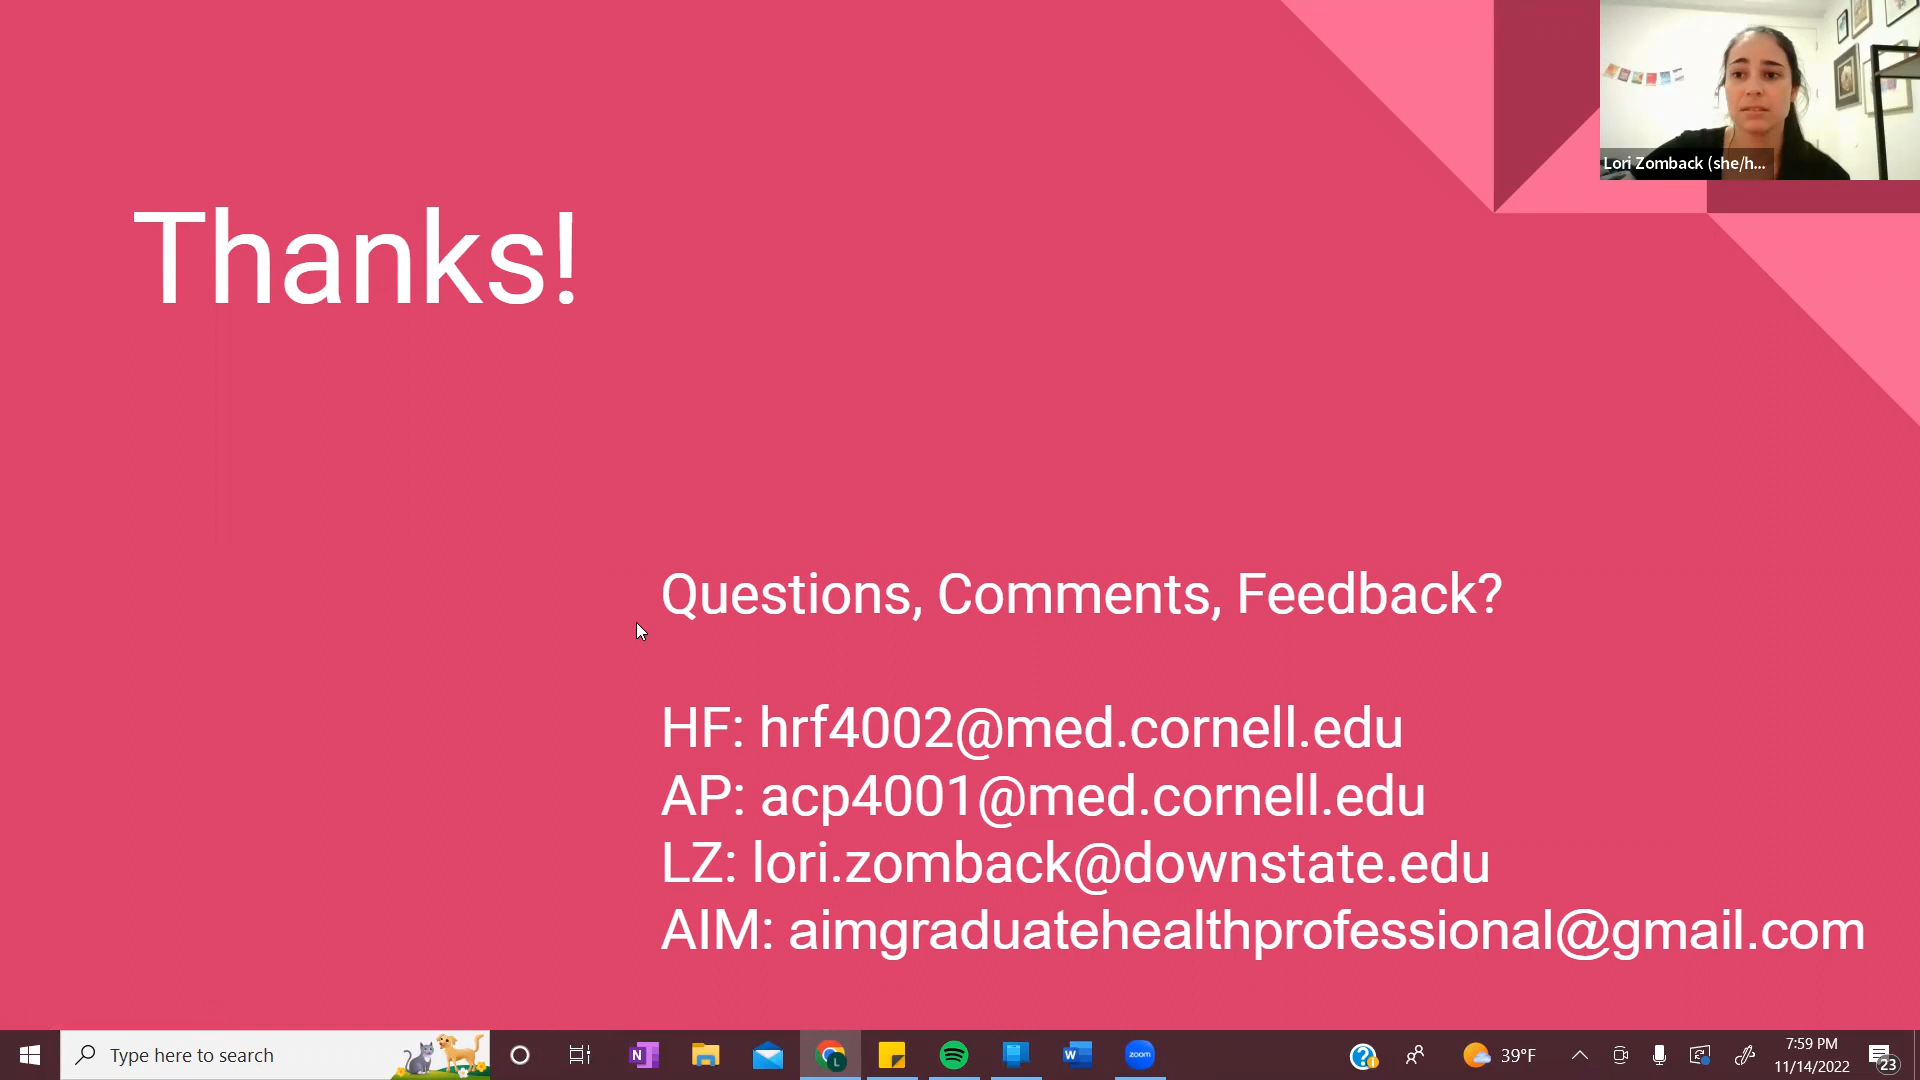 Lori Zomback (she/h...
Thanks!
Questions, Comments, Feedback?
HF: hrf4002@med.cornell.edu
AP: acp4001@med.cornell.edu
LZ: lori.zomback@downstate.edu
AIM: aimgraduatehealthprofessional@gmail.com
Type here to search
N
L
W
zoom
39°F
7:59 PM
11/14/2022
23